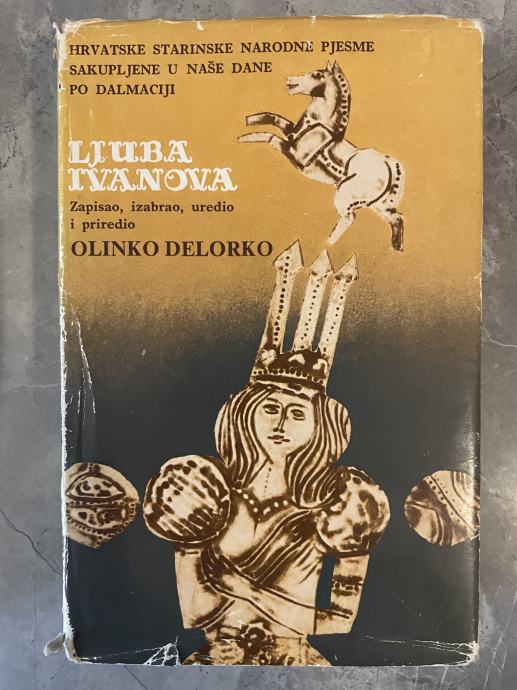 HRVATSKE STARINSKE NARODNE PJESME
SAKUPLJENE U NAŠE DANE
PO DALMACIJI
LJUBA
IVANOVA
Zapisao, izabrao, uredio
i priredio
OLINKO DELORKO